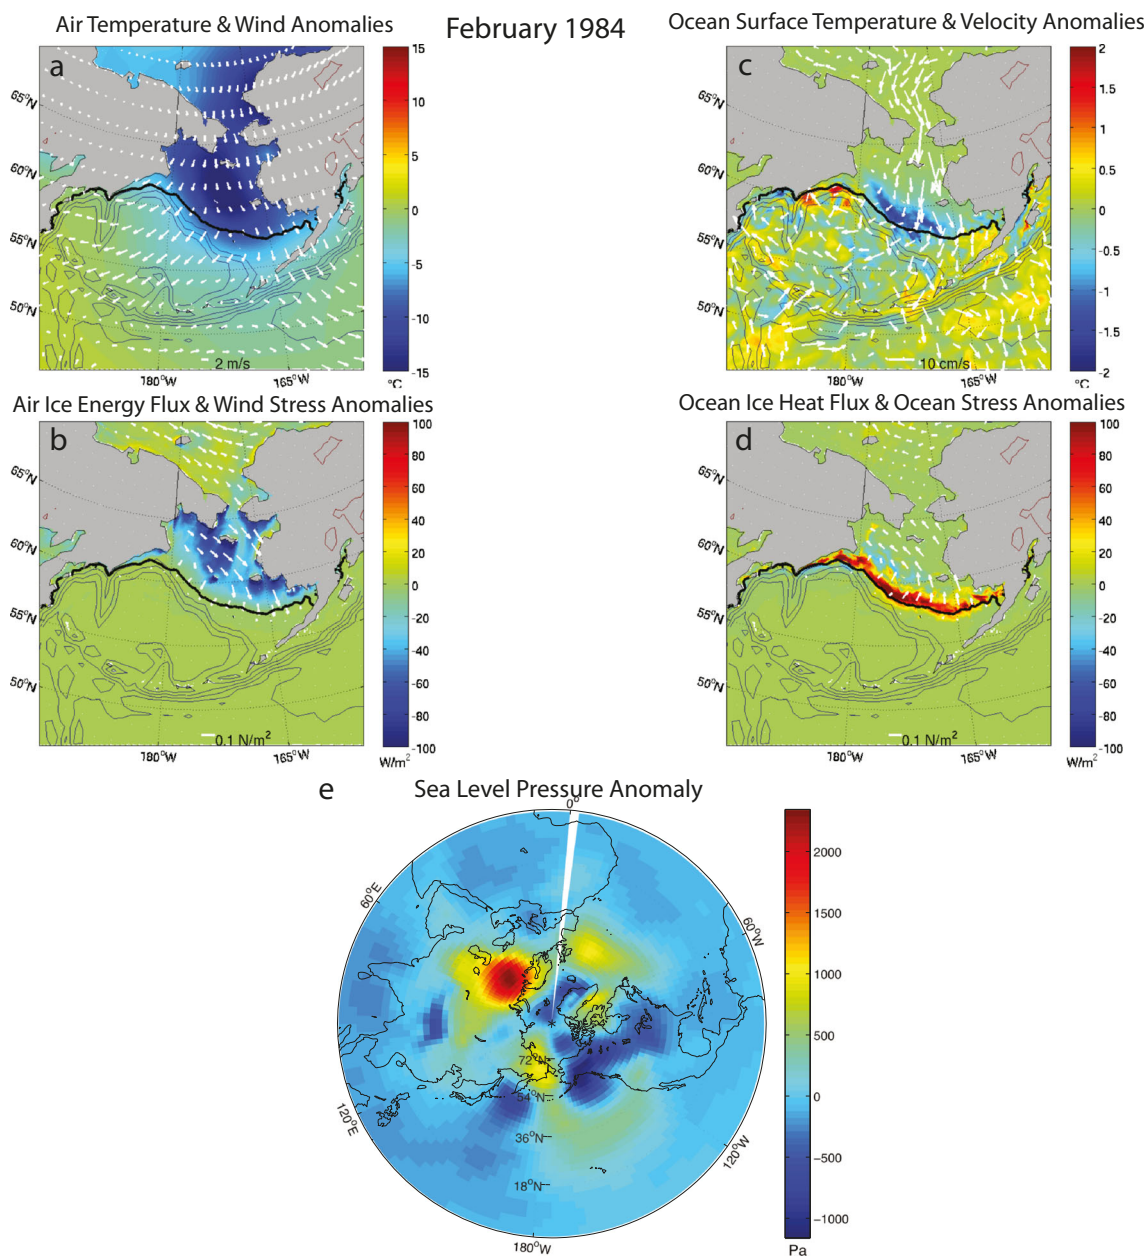 February 1984
Air Temperature & Wind Anomalies
a
65°N
60°N
55°N
50°N
180°W
165°W
2 m/s
15
10
5
0
-5
-10
-15
°C
Ocean Surface Temperature & Velocity Anomalies
c
65°N
60°N
55°N
50°N
180°W
165°W
10 cm/s
2
1.5
1
0.5
0
-0.5
-1
-1.5
-2
°C
Air Ice Energy Flux & Wind Stress Anomalies
b
65°N
60°N
55°N
50°N
180°W
165°W
0.1 N/m²
100
80
60
40
20
0
-20
-40
-60
-80
-100
W/m²
Ocean Ice Heat Flux & Ocean Stress Anomalies
d
65°N
60°N
55°N
50°N
180°W
165°W
0.1 N/m²
100
80
60
40
20
0
-20
-40
-60
-80
-100
W/m²
e
Sea Level Pressure Anomaly
0°
60°E
60°W
72°N
54°N
36°N
18°N
120°E
120°W
180°W
2000
1500
1000
500
0
−500
−1000
Pa